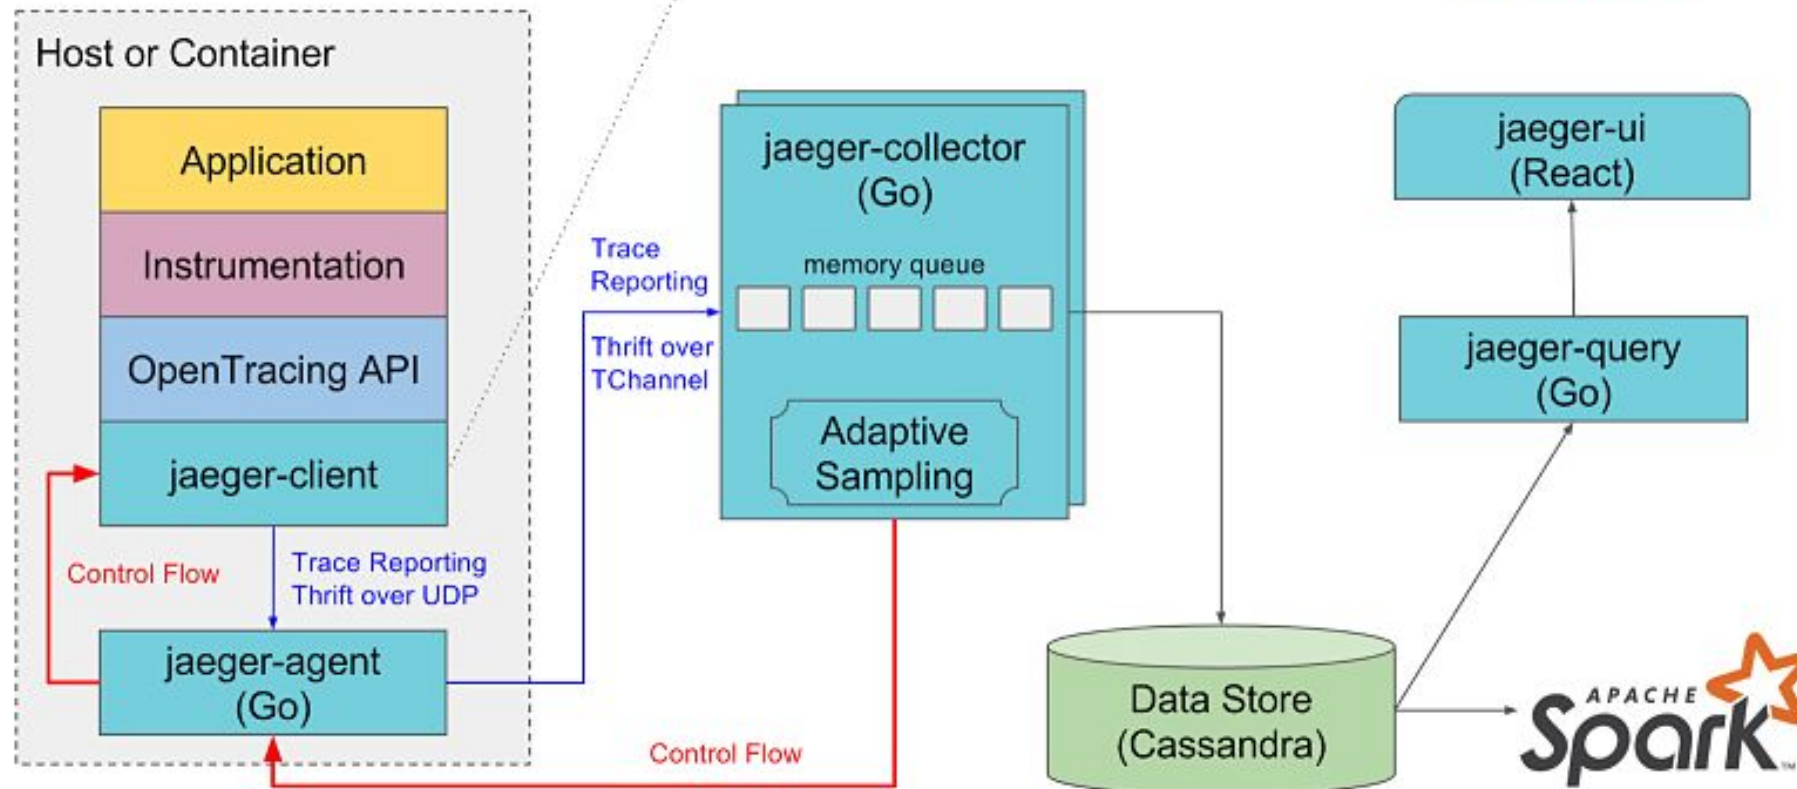 Host or Container
Application
Instrumentation
OpenTracing API
jaeger-client
Control Flow
Trace Reporting
Thrift over UDP
jaeger-agent
(Go)
Trace
Reporting
Thrift over
TChannel
jaeger-collector
(Go)
memory queue
Adaptive
Sampling
Control Flow
Data Store
(Cassandra)
jaeger-ui
(React)
jaeger-query
(Go)
APACHE
Spark™